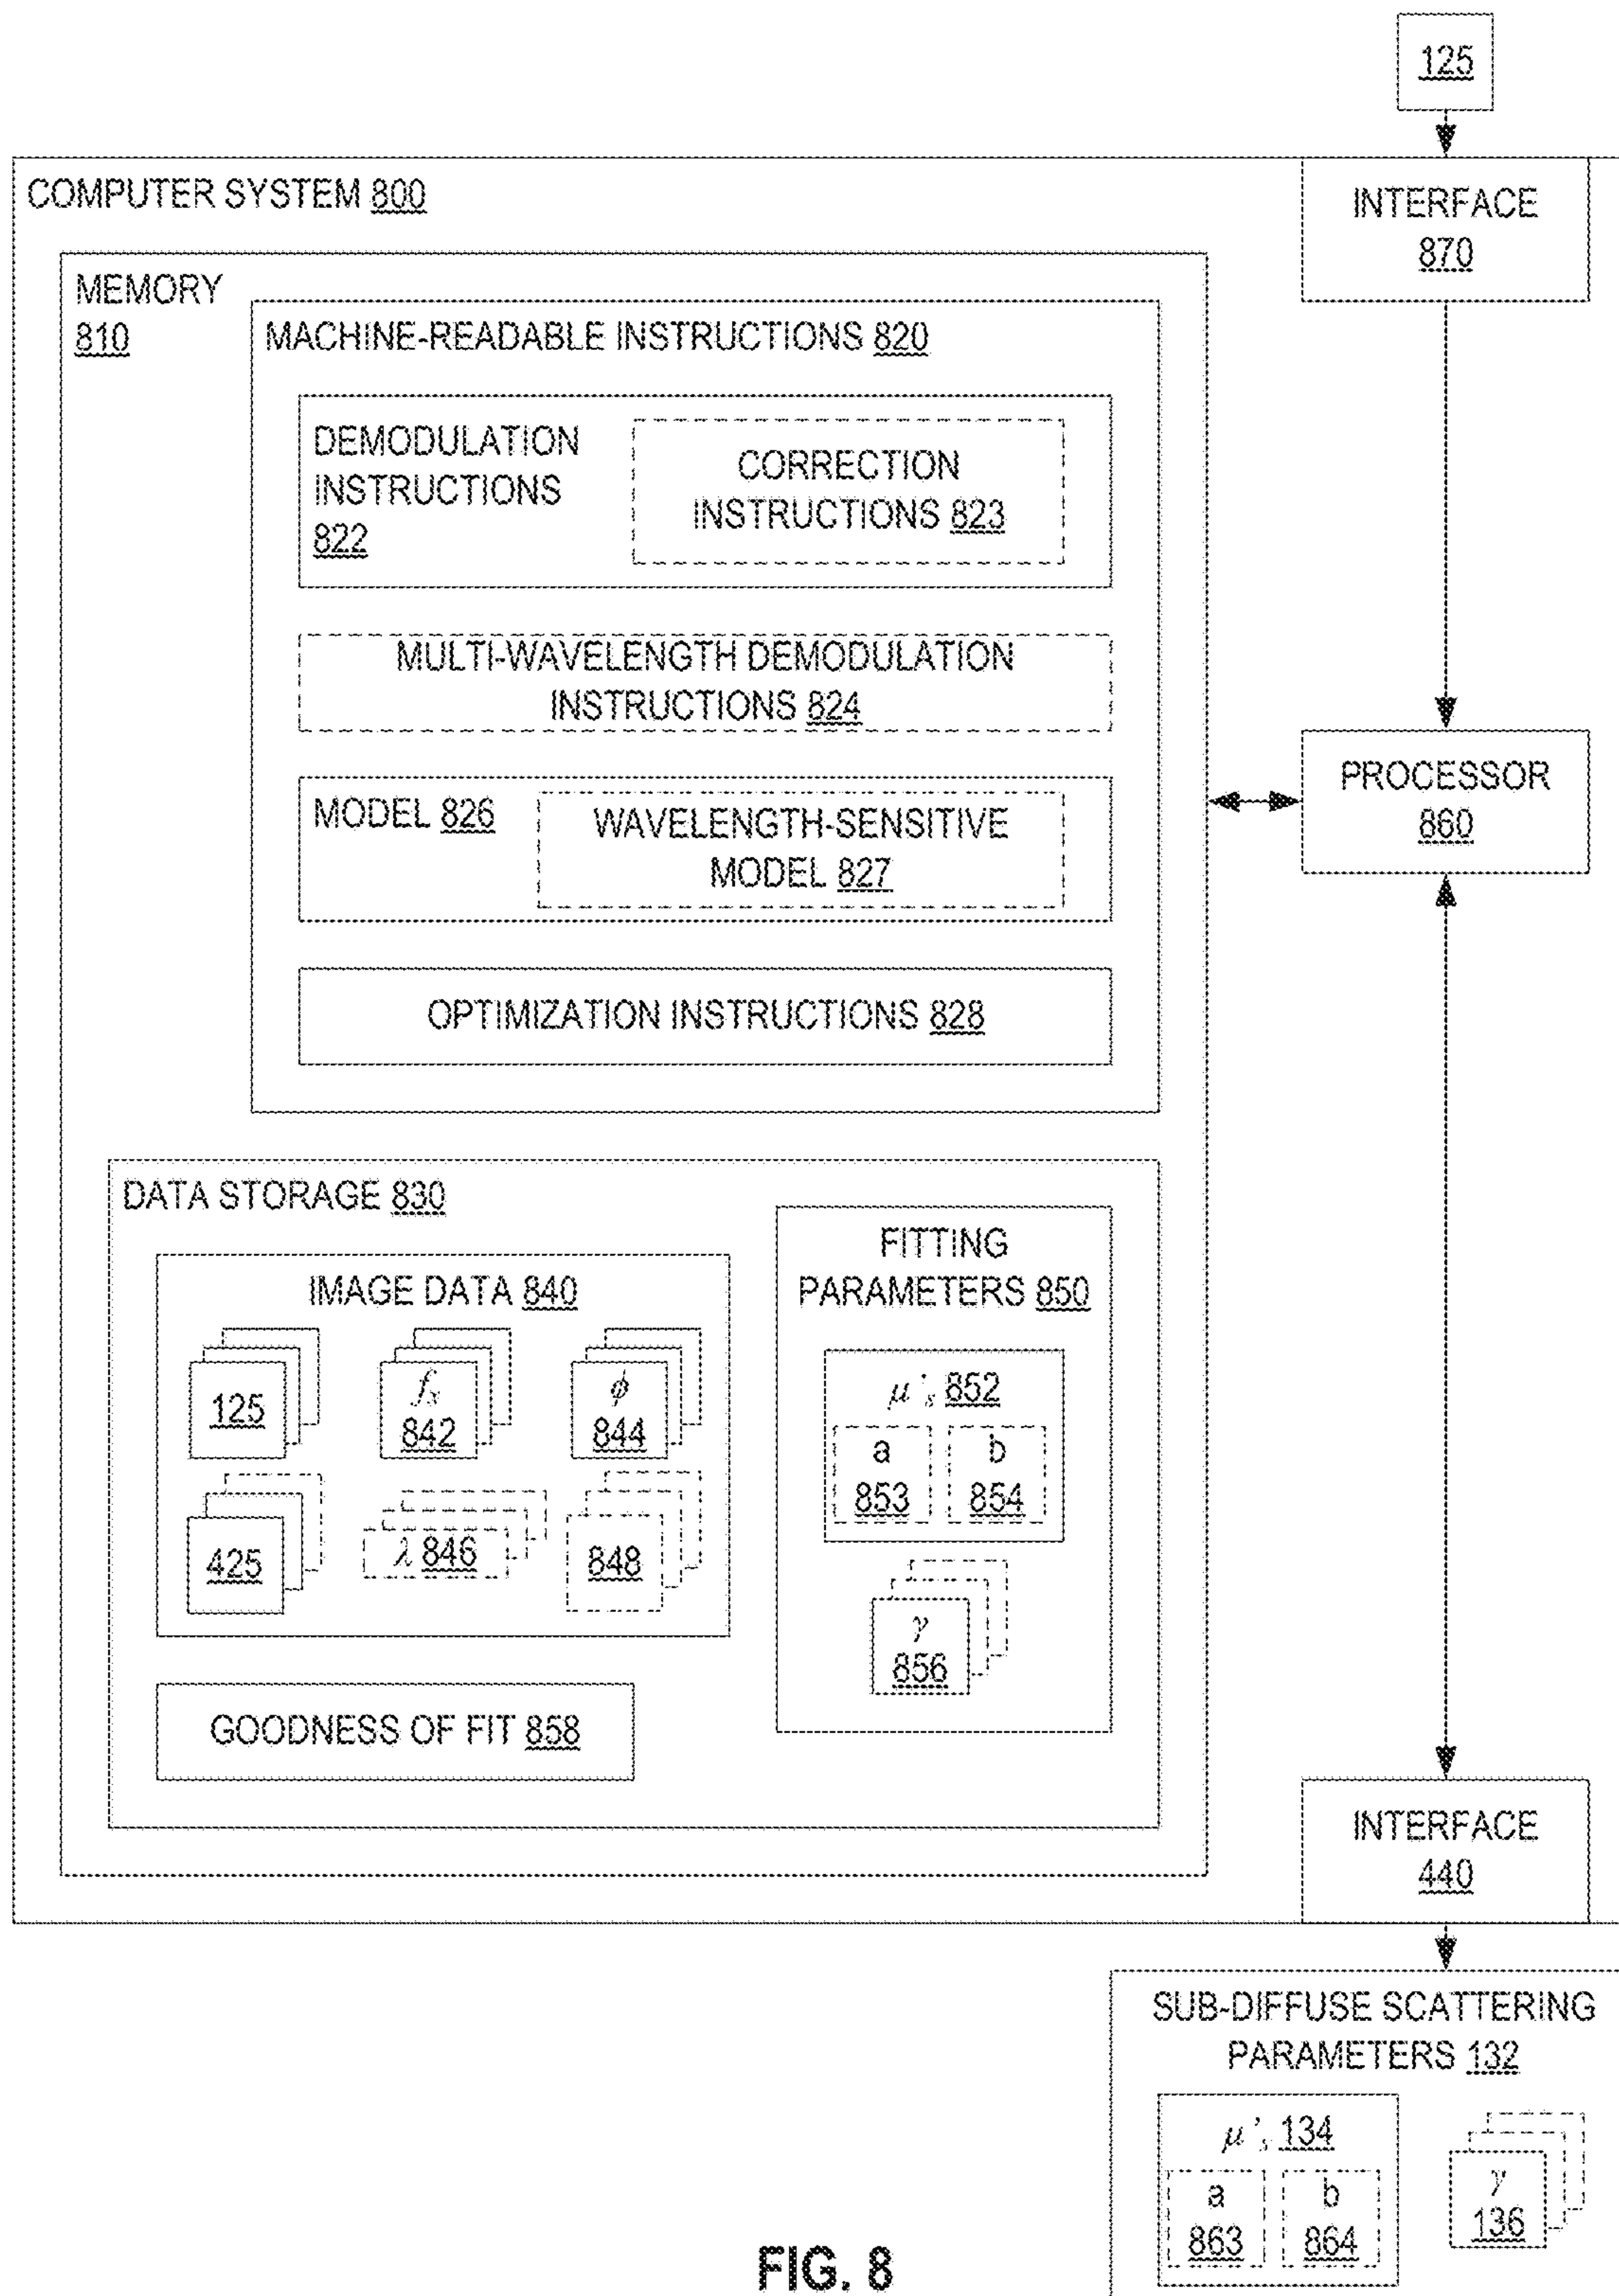 125
COMPUTER SYSTEM 800
INTERFACE
870
MEMORY
810
MACHINE-READABLE INSTRUCTIONS 820
DEMODULATION
INSTRUCTIONS
822
CORRECTION
INSTRUCTIONS 823
MULTI-WAVELENGTH DEMODULATION
INSTRUCTIONS 824
PROCESSOR
860
MODEL 826
WAVELENGTH-SENSITIVE
MODEL 827
OPTIMIZATION INSTRUCTIONS 828
DATA STORAGE 830
IMAGE DATA 840
125
fx
842
ϕ
844
425
λ 846
848
GOODNESS OF FIT 858
FITTING
PARAMETERS 850
μ's 852
a
853
b
854
γ
856
INTERFACE
440
SUB-DIFFUSE SCATTERING
PARAMETERS 132
μ's 134
a
863
b
864
γ
136
FIG. 8